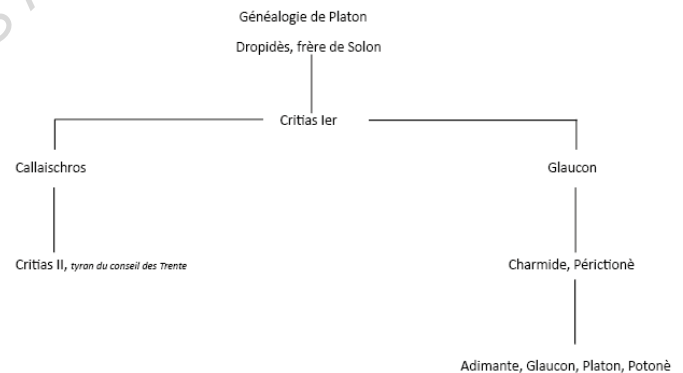 Généalogie de Platon
Dropidès, frère de Solon
Critias Ier
Callaischros
Glaucon
Critias II, tyran du conseil des Trente
Charmide, Périctionè
Adimante, Glaucon, Platon, Potonè